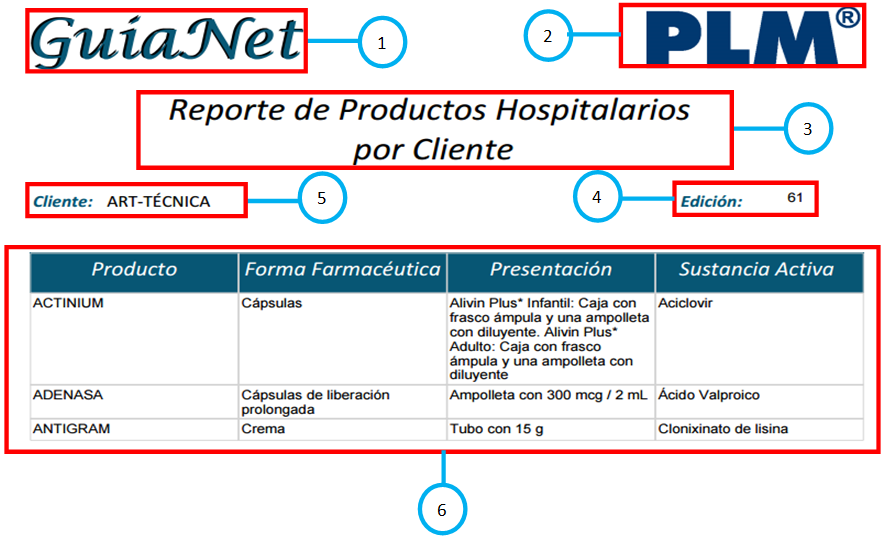 GuíaNet
1
2
PLM®
Reporte de Productos Hospitalarios
por Cliente
3
Cliente: ART-TÉCNICA
5
4
Edición: 61
Producto Forma Farmacéutica Presentación Sustancia Activa
ACTINIUM Cápsulas Alivin Plus* Infantil: Caja con Aciclovir
frasco ámpula y una ampolleta
con diluyente. Alivin Plus*
Adulto: Caja con frasco
ámpula y una ampolleta con
diluyente
ADENASA Cápsulas de liberación Ampolleta con 300 mcg / 2 mL Ácido Valproico
prolongada
ANTIGRAM Crema Tubo con 15 g Clonixinato de lisina
6